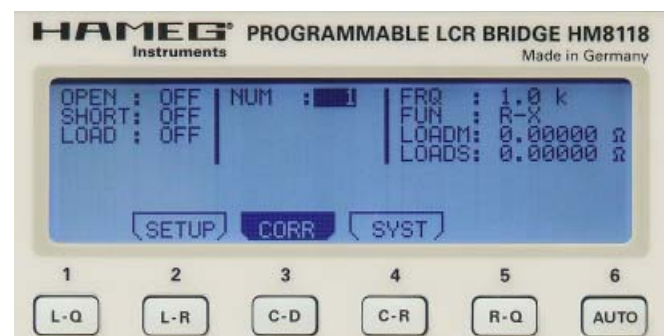 HAMEG® PROGRAMMABLE LCR BRIDGE HM8118
Instruments Made in Germany
OPEN : OFF NUM : 1 FRQ : 1.0 k
SHORT: OFF FUN : R-X
LOAD : OFF LOADM: 0.00000 Ω
LOADS: 0.00000 Ω
SETUP CORR SYST
1 2 3 4 5 6
L-Q L-R C-D C-R R-Q AUTO